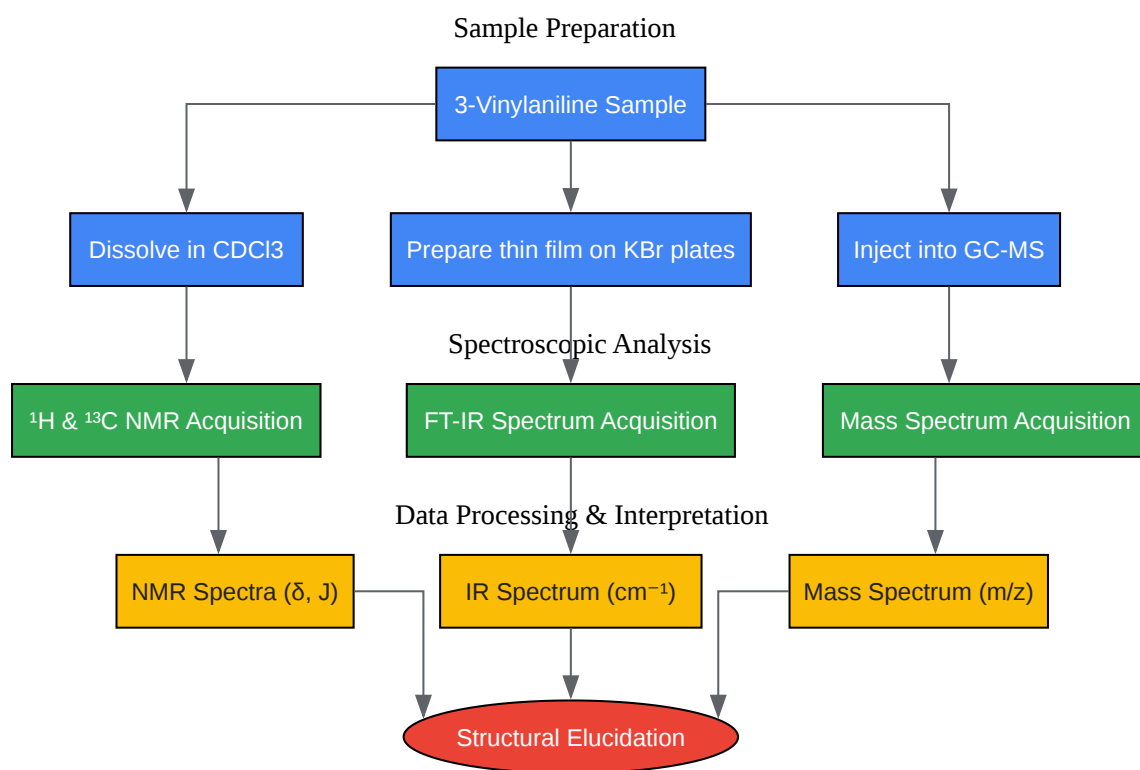 Sample Preparation
3-Vinylaniline Sample
Dissolve in CDCl3
Prepare thin film on KBr plates
Inject into GC-MS
Spectroscopic Analysis
¹H & ¹³C NMR Acquisition
FT-IR Spectrum Acquisition
Mass Spectrum Acquisition
Data Processing & Interpretation
NMR Spectra (δ, J)
IR Spectrum (cm⁻¹)
Mass Spectrum (m/z)
Structural Elucidation